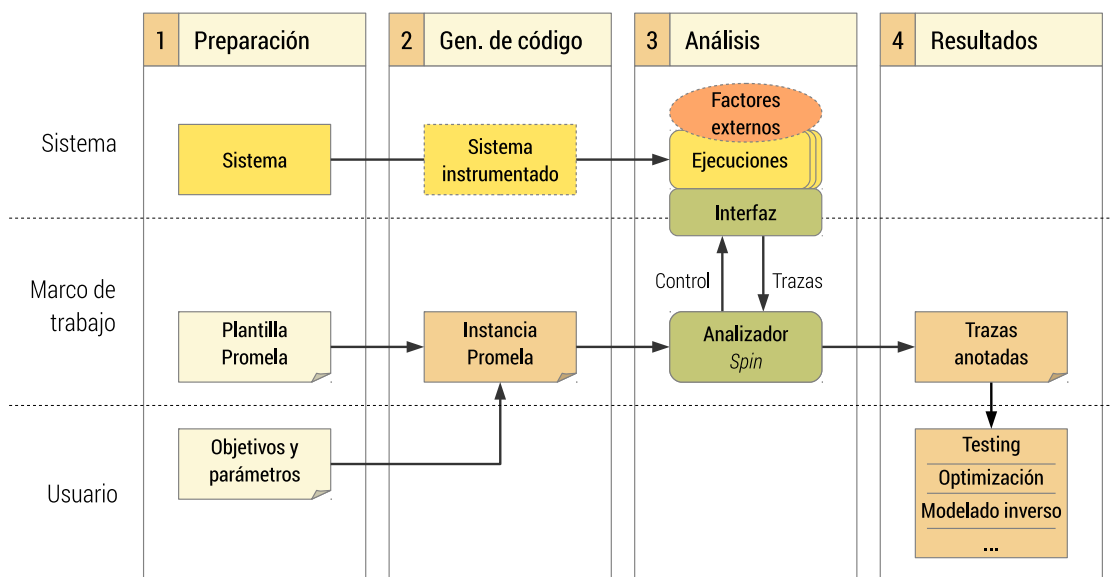 1 Preparación
2 Gen. de código
3 Análisis
4 Resultados
Sistema
Sistema
Sistema
instrumentado
Factores
externos
Ejecuciones
Interfaz
Control
Trazas
Marco de
trabajo
Plantilla
Promela
Instancia
Promela
Analizador
Spin
Trazas
anotadas
Usuario
Objetivos y
parámetros
Testing
Optimización
Modelado inverso
...